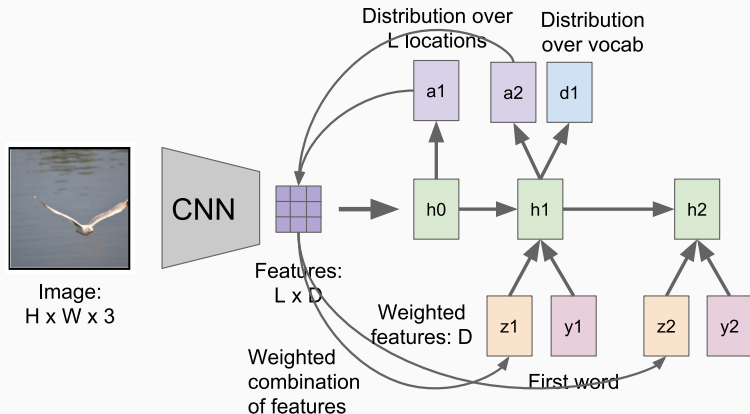 Distribution over
L locations
Distribution
over vocab
a1
a2
d1
CNN
h0
h1
h2
Image:
H x W x 3
Features:
L x D
Weighted
features: D
z1
y1
z2
y2
Weighted
combination
of features
First word